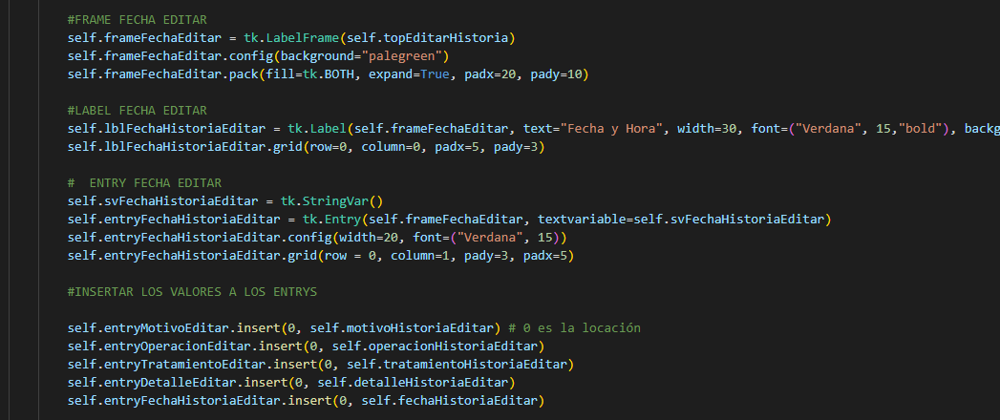 #FRAME FECHA EDITAR
self.frameFechaEditar = tk.LabelFrame(self.topEditarHistoria)
self.frameFechaEditar.config(background="palegreen")
self.frameFechaEditar.pack(fill=tk.BOTH, expand=True, padx=20, pady=10)
#LABEL FECHA EDITAR
self.lblFechaHistoriaEditar = tk.Label(self.frameFechaEditar, text="Fecha y Hora", width=30, font=("Verdana", 15,"bold"), backg
self.lblFechaHistoriaEditar.grid(row=0, column=0, padx=5, pady=3)
#  ENTRY FECHA EDITAR
self.svFechaHistoriaEditar = tk.StringVar()
self.entryFechaHistoriaEditar = tk.Entry(self.frameFechaEditar, textvariable=self.svFechaHistoriaEditar)
self.entryFechaHistoriaEditar.config(width=20, font=("Verdana", 15))
self.entryFechaHistoriaEditar.grid(row = 0, column=1, pady=3, padx=5)
#INSERTAR LOS VALORES A LOS ENTRYS
self.entryMotivoEditar.insert(0, self.motivoHistoriaEditar) # 0 es la locación
self.entryOperacionEditar.insert(0, self.operacionHistoriaEditar)
self.entryTratamientoEditar.insert(0, self.tratamientoHistoriaEditar)
self.entryDetalleEditar.insert(0, self.detalleHistoriaEditar)
self.entryFechaHistoriaEditar.insert(0, self.fechaHistoriaEditar)